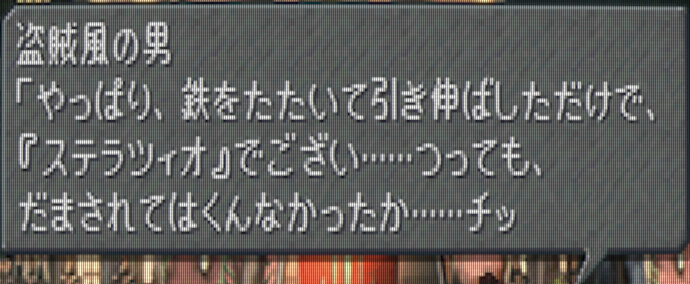 盗賊風の男
「やっぱり、鉄をたたいて引き伸ばしただけで、
『ステラツィオ』でござい……つっても、
だまされてはくんなかったか……チッ